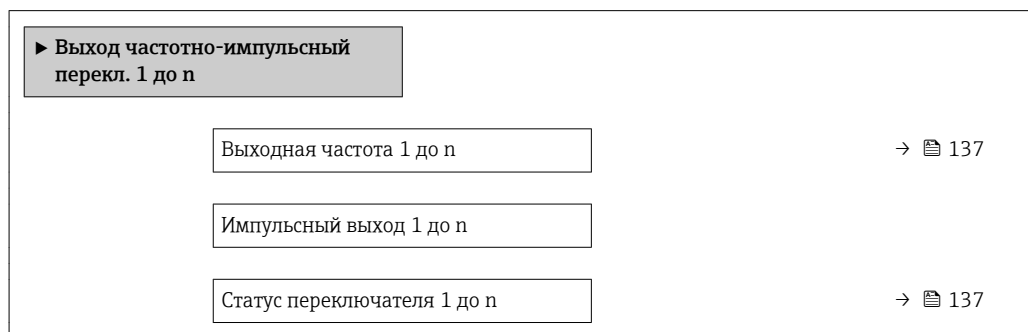 ▶ Выход частотно-импульсный
перекл. 1 до n
Выходная частота 1 до n → 137
Импульсный выход 1 до n
Статус переключателя 1 до n → 137